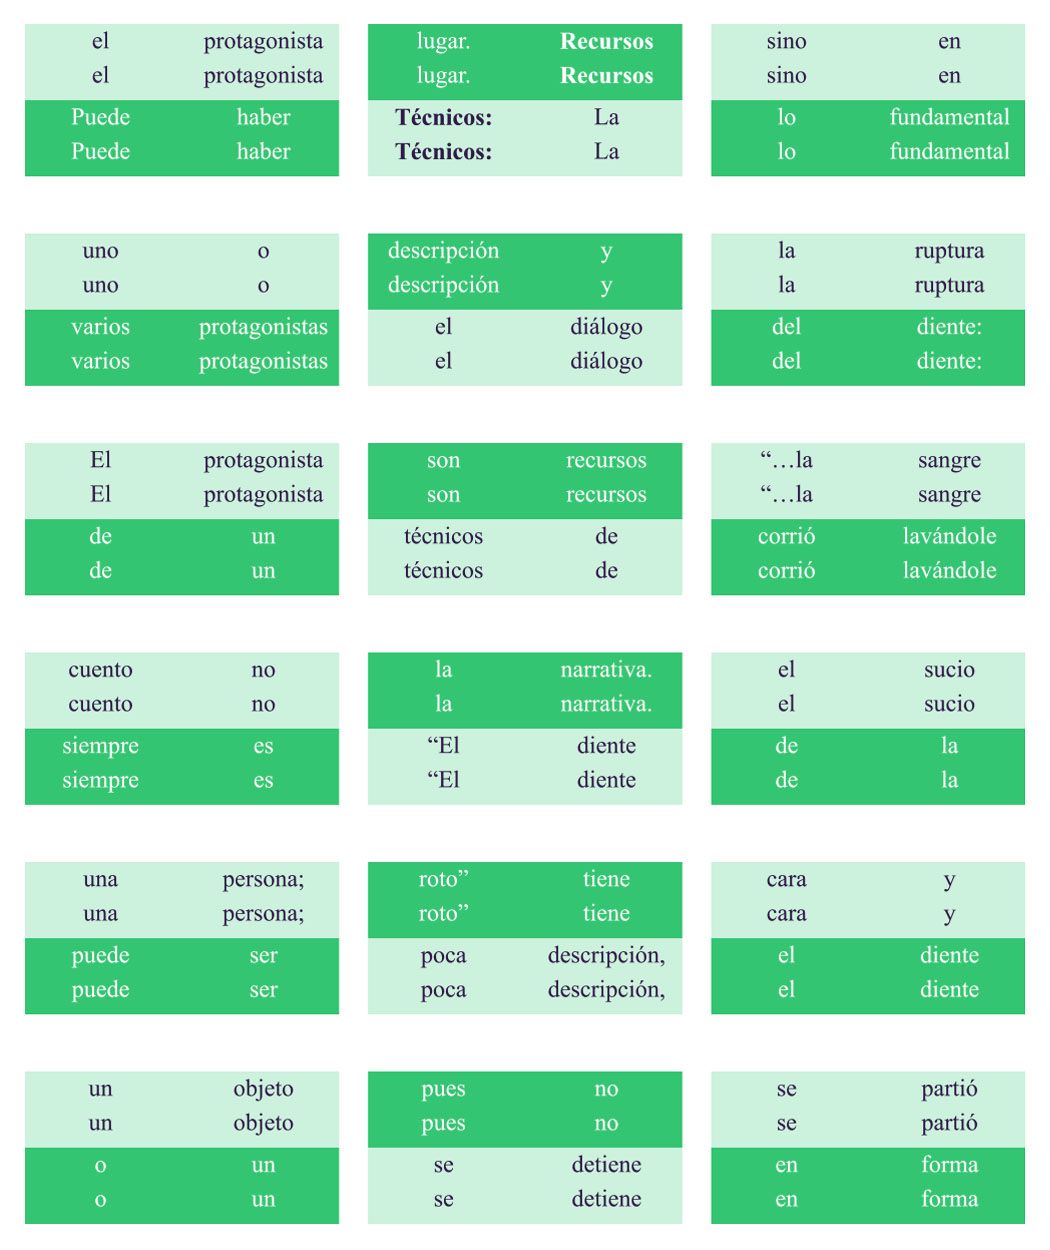 el protagonista
el protagonista
Puede haber
Puede haber
uno o
uno o
varios protagonistas
varios protagonistas
El protagonista
El protagonista
de un
de un
cuento no
cuento no
siempre es
siempre es
una persona;
una persona;
puede ser
puede ser
un objeto
un objeto
o un
o un
lugar. Recursos
lugar. Recursos
Técnicos: La
Técnicos: La
descripción y
descripción y
el diálogo
el diálogo
son recursos
son recursos
técnicos de
técnicos de
la narrativa.
la narrativa.
“El diente
“El diente
roto” tiene
roto” tiene
poca descripción,
poca descripción,
pues no
pues no
se detiene
se detiene
sino en
sino en
lo fundamental
lo fundamental
la ruptura
la ruptura
del diente:
del diente:
“…la sangre
“…la sangre
corrió lavándole
corrió lavándole
el sucio
el sucio
de la
de la
cara y
cara y
el diente
el diente
se partió
se partió
en forma
en forma